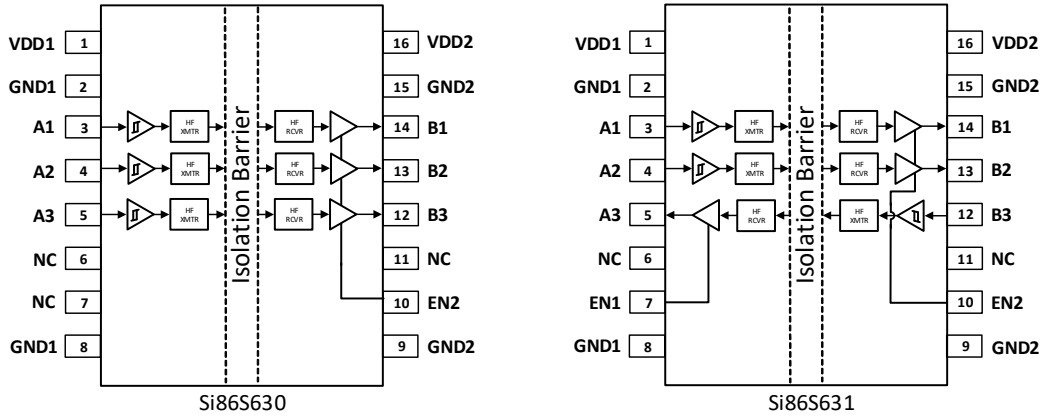 VDD1 1 16 VDD2
GND1 2 15 GND2
A1 3 HF XMTR HF RCVR 14 B1
A2 4 HF XMTR HF RCVR 13 B2
A3 5 HF XMTR HF RCVR 12 B3
NC 6 11 NC
NC 7 10 EN2
GND1 8 9 GND2
Isolation Barrier
Si86S630
VDD1 1 16 VDD2
GND1 2 15 GND2
A1 3 HF XMTR HF RCVR 14 B1
A2 4 HF XMTR HF RCVR 13 B2
A3 5 HF RCVR HF XMTR 12 B3
NC 6 11 NC
EN1 7 10 EN2
GND1 8 9 GND2
Isolation Barrier
Si86S631